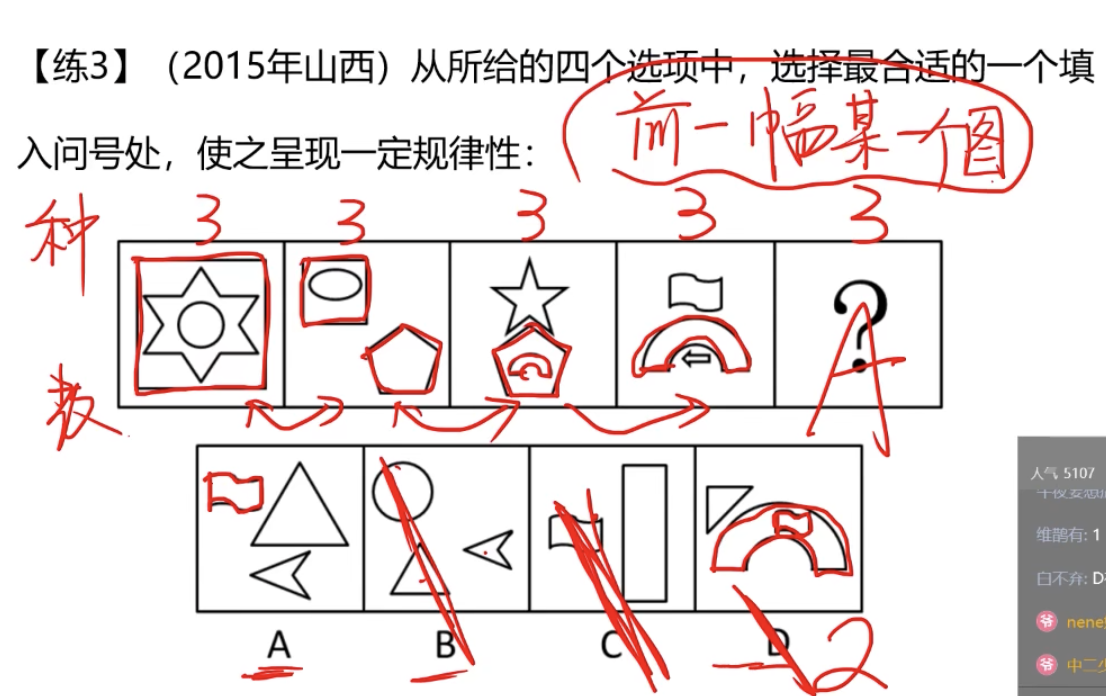 【练3】（2015年山西）从所给的四个选项中，选择最合适的一个填
入问号处，使之呈现一定规律性：
前一幅某一个图
种 3 3 3 3 3
?
A
数
人气 5107
维鹊有: 1
白不弃: D
nene
中二少
A B C D 2